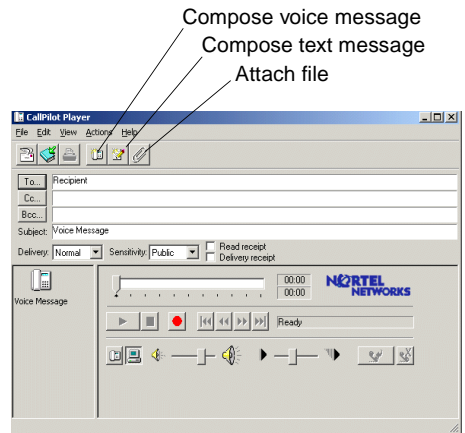 Compose voice message
Compose text message
Attach file
CallPilot Player
File Edit View Actions Help
To... Recipient
Cc...
Bcc...
Subject: Voice Message
Delivery: Normal Sensitivity: Public Read receipt
Delivery receipt
Voice Message
00:00
00:00
NORTEL
NETWORKS
Ready